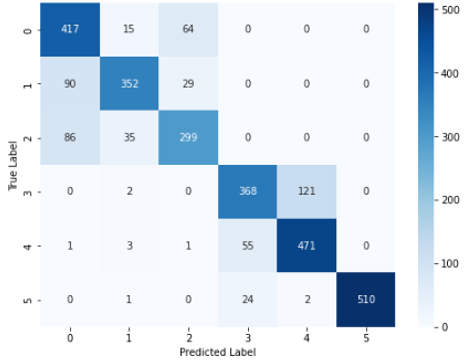 0 417 15 64 0 0 0
1 90 352 29 0 0 0
2 86 35 299 0 0 0
3 0 2 0 368 121 0
4 1 3 1 55 471 0
5 0 1 0 24 2 510
0 1 2 3 4 5
True Label
Predicted Label
500
400
300
200
100
0